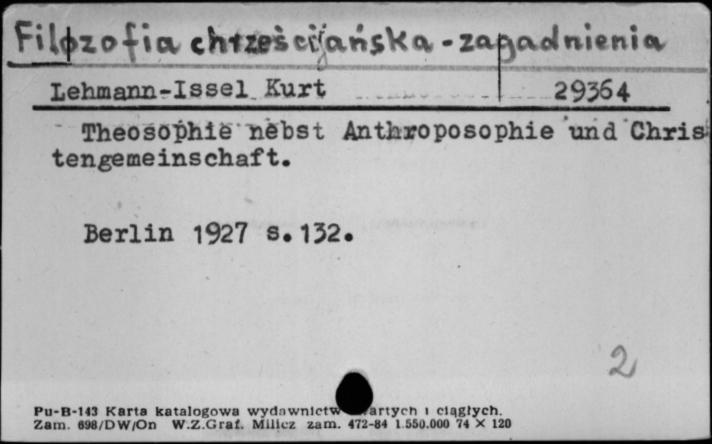 Filozofia chrześcijańska - zagadnienia
Lehmann-Issel Kurt 29364
Theosophie nebst Anthroposophie und Chris-
tengemeinschaft.
Berlin 1927 s.132.
2
Pu-B-143 Karta katalogowa wydawnictw zwartych i ciągłych.
Zam. 698/DW/On W.Z.Graf. Milicz zam. 472-84 1.550.000 74 X 120